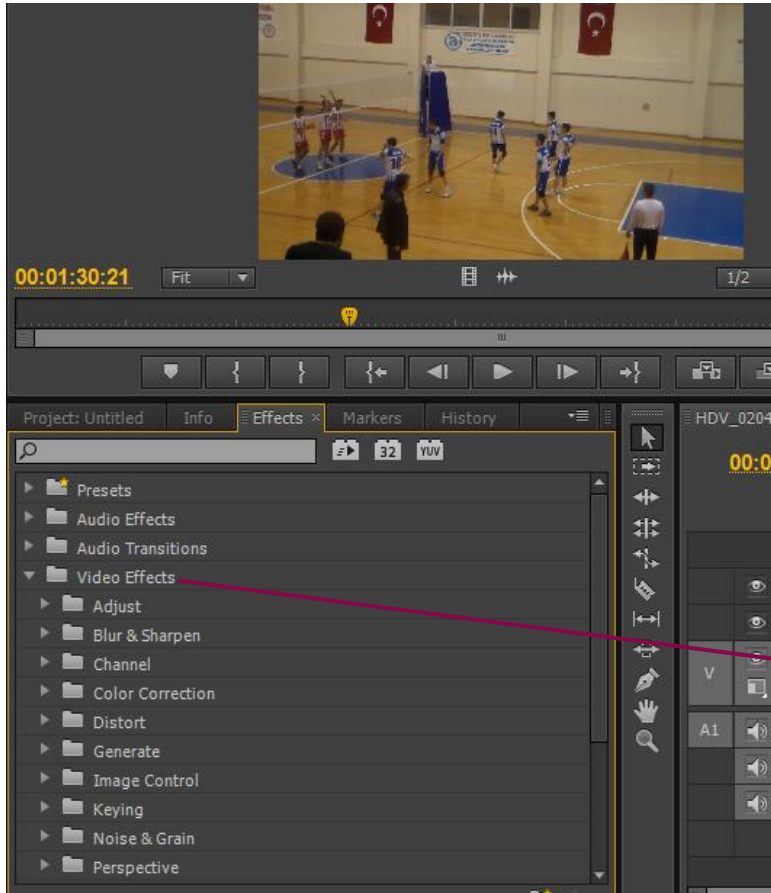 00:01:30:21
Fit
1/2
Project: Untitled
Info
Effects ×
Markers
History
HDV_0204
32
YUV
00:0
Presets
Audio Effects
Audio Transitions
Video Effects
Adjust
Blur & Sharpen
Channel
V
Color Correction
Distort
A1
Generate
Image Control
Keying
Noise & Grain
Perspective